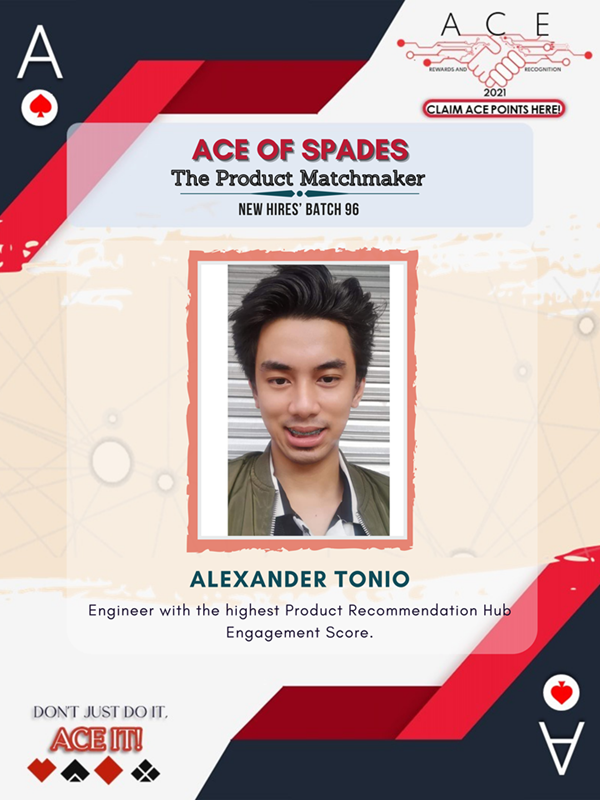 A
A C E
REWARDS AND RECOGNITION
2021
CLAIM ACE POINTS HERE!
ACE OF SPADES
The Product Matchmaker
NEW HIRES' BATCH 96
ALEXANDER TONIO
Engineer with the highest Product Recommendation Hub
Engagement Score.
DON'T JUST DO IT,
ACE IT!
A